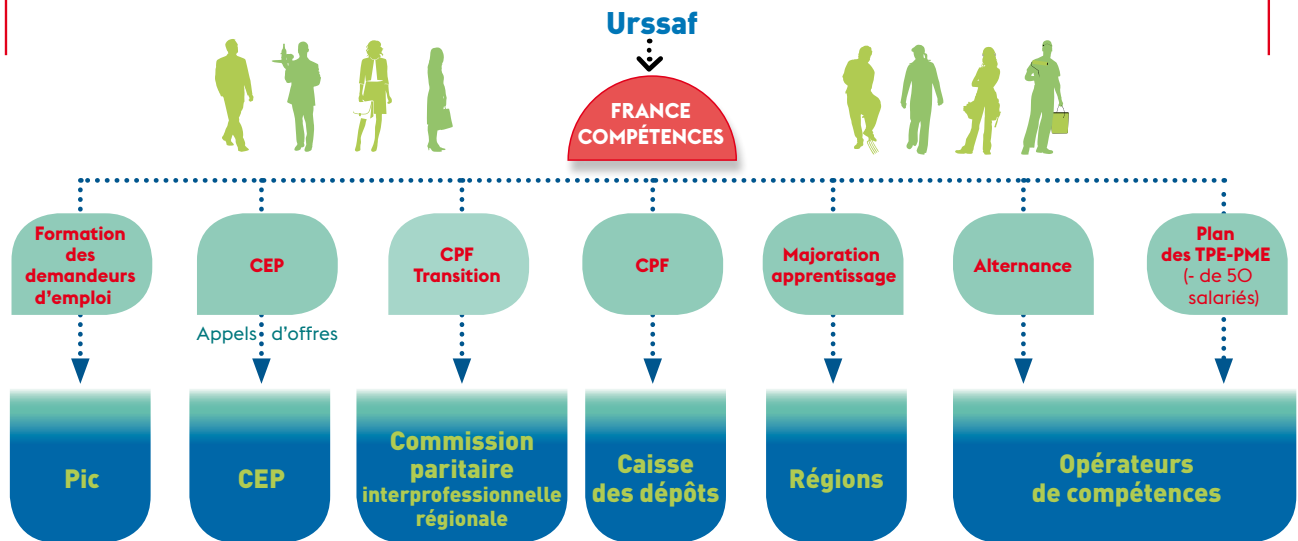 Urssaf
FRANCE
COMPÉTENCES
Formation
des
demandeurs
d'emploi
CEP
CPF
Transition
CPF
Majoration
apprentissage
Alternance
Plan
des TPE-PME
(- de 50
salariés)
Appels d'offres
Pic
CEP
Commission
paritaire
interprofessionnelle
régionale
Caisse
des dépôts
Régions
Opérateurs
de compétences